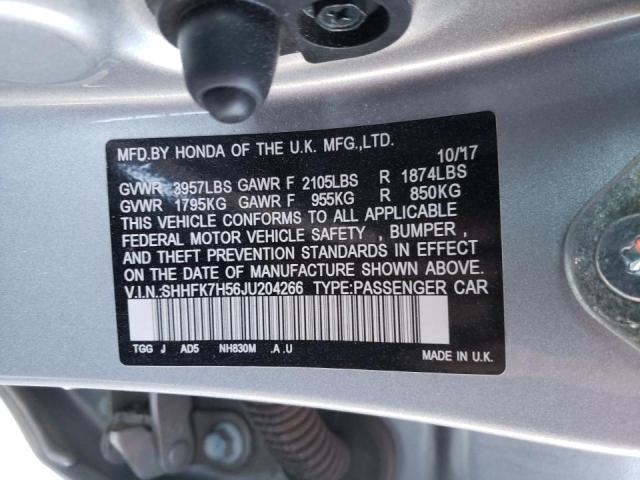 MFD.BY HONDA OF THE U.K. MFG.,LTD. 10/17
GVWR 3957LBS GAWR F 2105LBS R 1874LBS
GVWR 1795KG GAWR F 955KG R 850KG
THIS VEHICLE CONFORMS TO ALL APPLICABLE
FEDERAL MOTOR VEHICLE SAFETY , BUMPER ,
AND THEFT PREVENTION STANDARDS IN EFFECT
ON THE DATE OF MANUFACTURE SHOWN ABOVE.
V.I.N.:SHHFK7H56JU204266 TYPE:PASSENGER CAR
TGG J AD5 NH830M .A .U
MADE IN U.K.